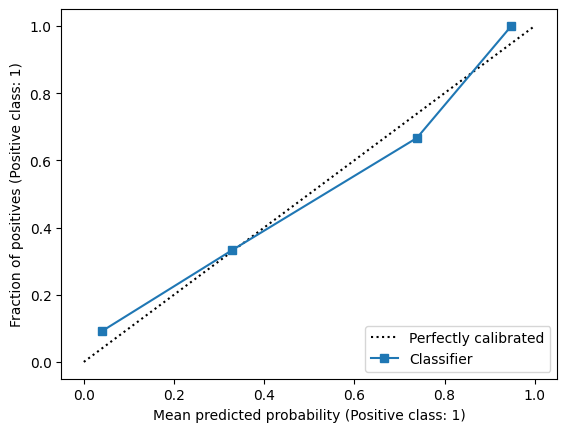 1.0
0.8
0.6
0.4
0.2
0.0
Fraction of positives (Positive class: 1)
Perfectly calibrated
Classifier
0.0 0.2 0.4 0.6 0.8 1.0
Mean predicted probability (Positive class: 1)